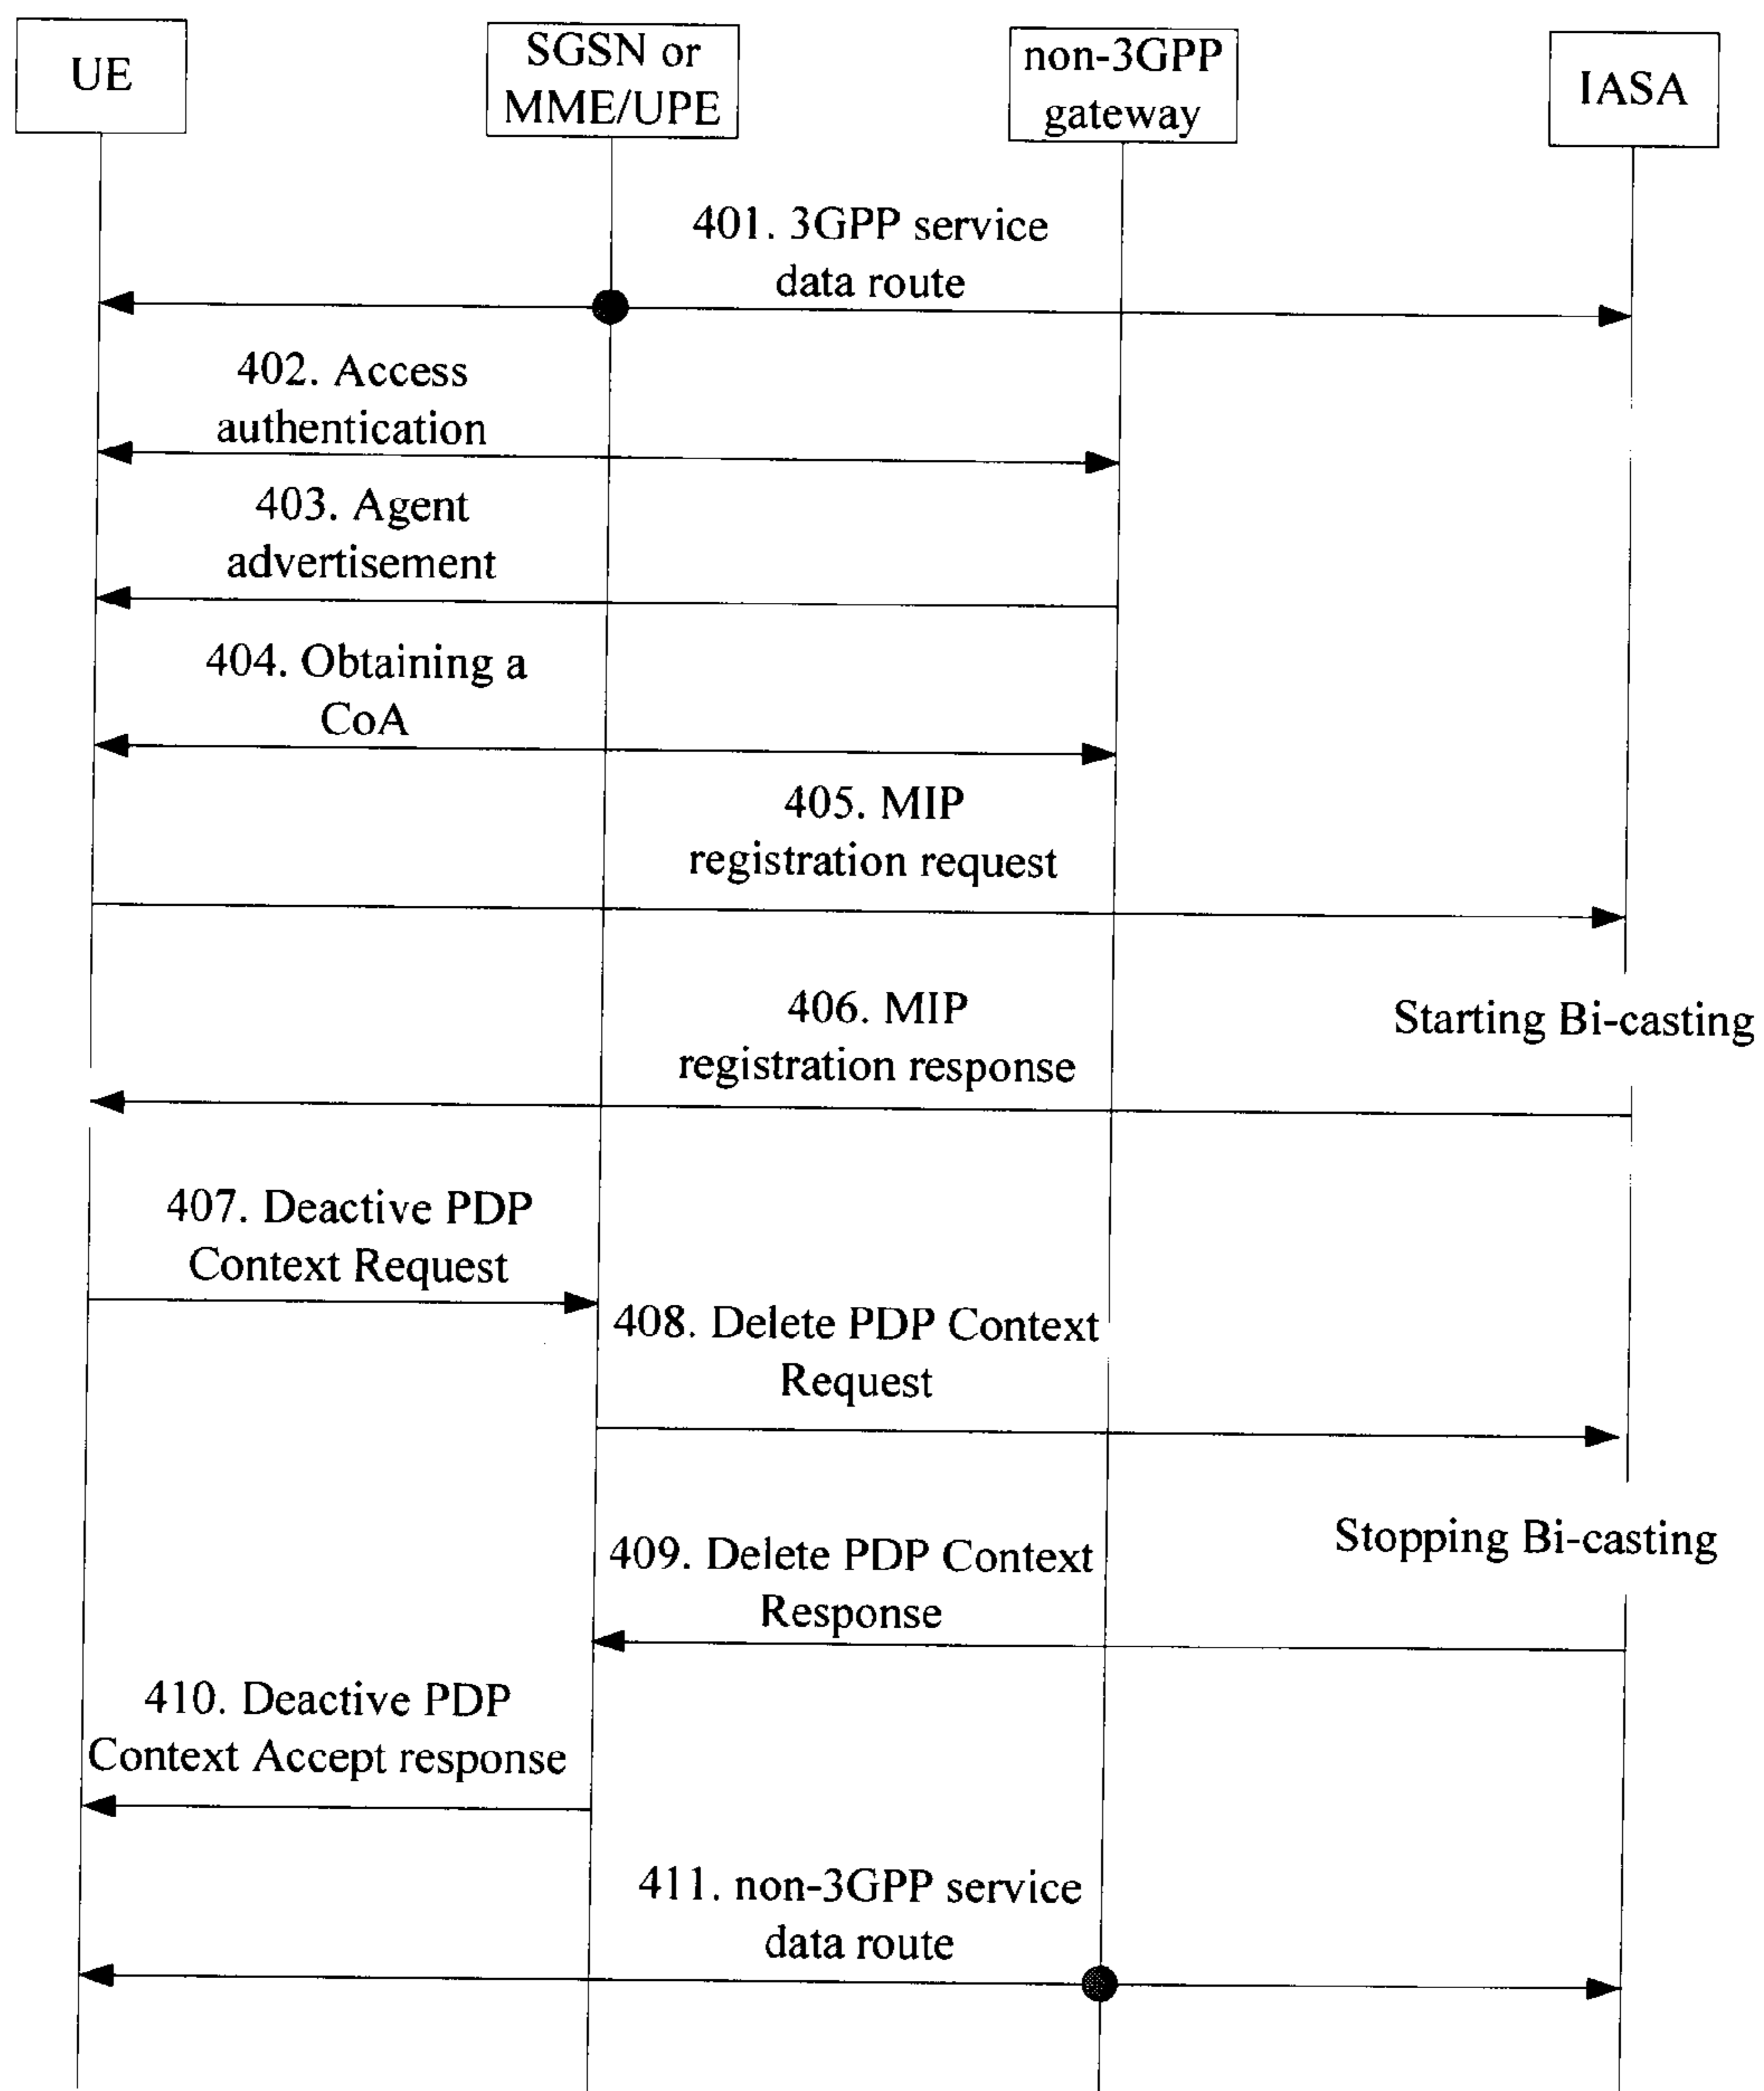 UE
SGSN or
MME/UPE
non-3GPP
gateway
IASA
401. 3GPP service
data route
402. Access
authentication
403. Agent
advertisement
404. Obtaining a
CoA
405. MIP
registration request
Starting Bi-casting
406. MIP
registration response
407. Deactive PDP
Context Request
408. Delete PDP Context
Request
Stopping Bi-casting
409. Delete PDP Context
Response
410. Deactive PDP
Context Accept response
411. non-3GPP service
data route